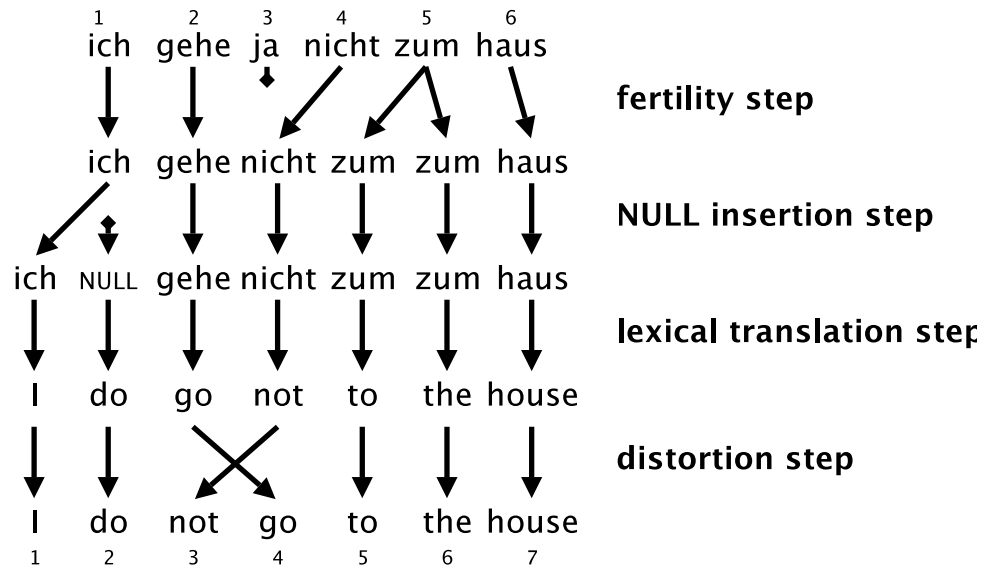 1 2 3 4 5 6
ich gehe ja nicht zum haus
fertility step
ich gehe nicht zum zum haus
NULL insertion step
ich NULL gehe nicht zum zum haus
lexical translation step
I do go not to the house
distortion step
I do not go to the house
1 2 3 4 5 6 7